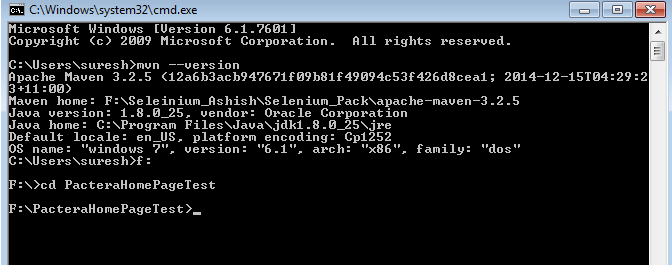 C:\Windows\system32\cmd.exe
Microsoft Windows [Version 6.1.7601]
Copyright (c) 2009 Microsoft Corporation.  All rights reserved.
C:\Users\suresh>mvn --version
Apache Maven 3.2.5 (12a6b3acb947671f09b81f49094c53f426d8cea1; 2014-12-15T04:29:2
3+11:00)
Maven home: F:\Seleinium_Ashish\Selenium_Pack\apache-maven-3.2.5
Java version: 1.8.0_25, vendor: Oracle Corporation
Java home: C:\Program Files\Java\jdk1.8.0_25\jre
Default locale: en_US, platform encoding: Cp1252
OS name: "windows 7", version: "6.1", arch: "x86", family: "dos"
C:\Users\suresh>f:
F:\>cd PacteraHomePageTest
F:\PacteraHomePageTest>_